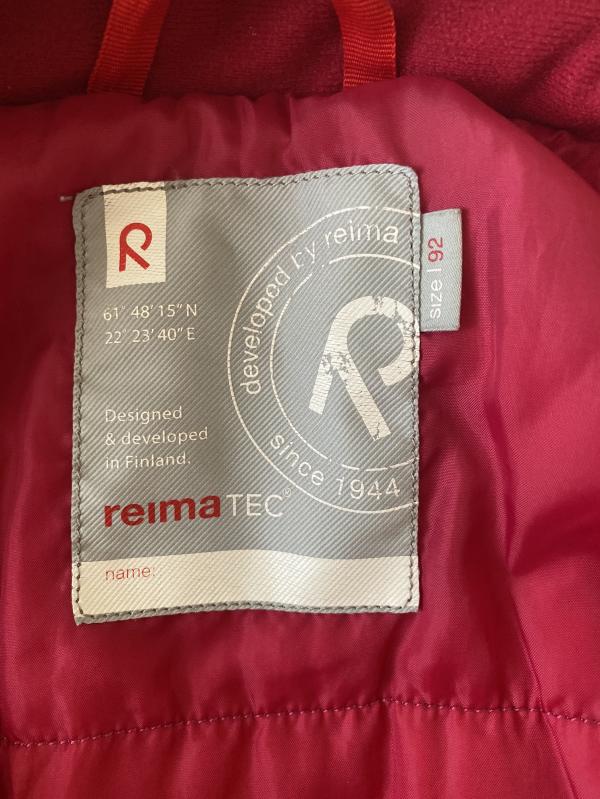 61° 48' 15" N
22° 23' 40" E
developed by reima
since 1944
size | 92
Designed
& developed
in Finland.
reimaTEC®
name: